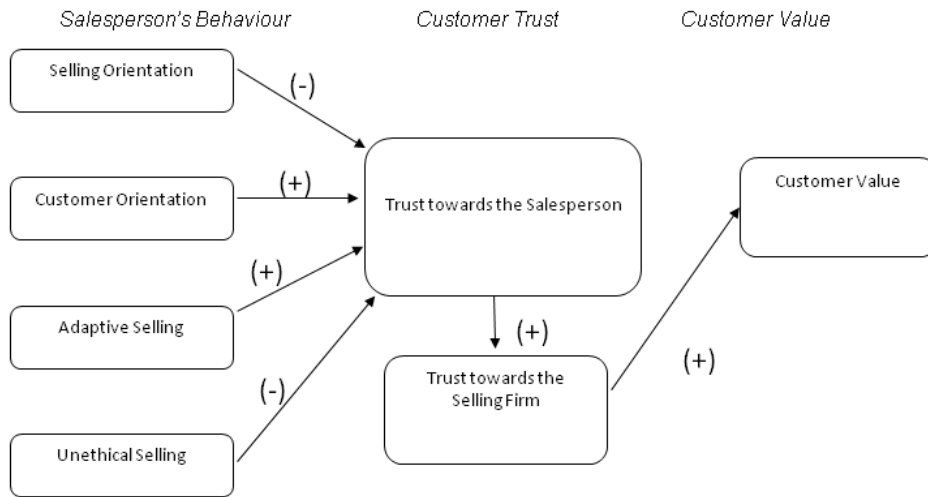 Salesperson's Behaviour
Customer Trust
Customer Value
Selling Orientation
(-)
Customer Orientation
(+)
Trust towards the Salesperson
Customer Value
(+)
Adaptive Selling
(+)
Trust towards the
Selling Firm
(+)
(-)
Unethical Selling